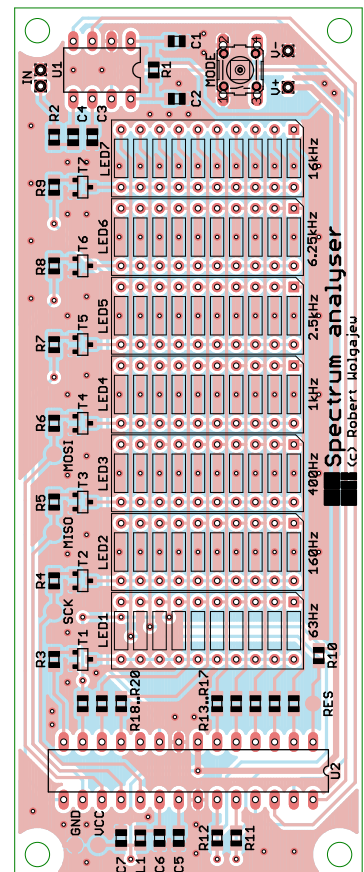 C1
V-
IN
U1
R1
MODE
V+
C2
R2
C4
C3
LED7
16kHz
T7
R9
LED6
6.25kHz
T6
R8
LED5
2.5kHz
T5
R7
LED4
1kHz
T4
R6
MOSI
LED3
400Hz
T3
R5
MISO
LED2
160Hz
T2
R4
SCK
LED1
63Hz
T1
R3
R10
Spectrum analyser
(c) Robert Wolgajew
R18..R20
R13..R17
RES
U2
GND
VCC
C7
L1
C6
C5
R12
R11